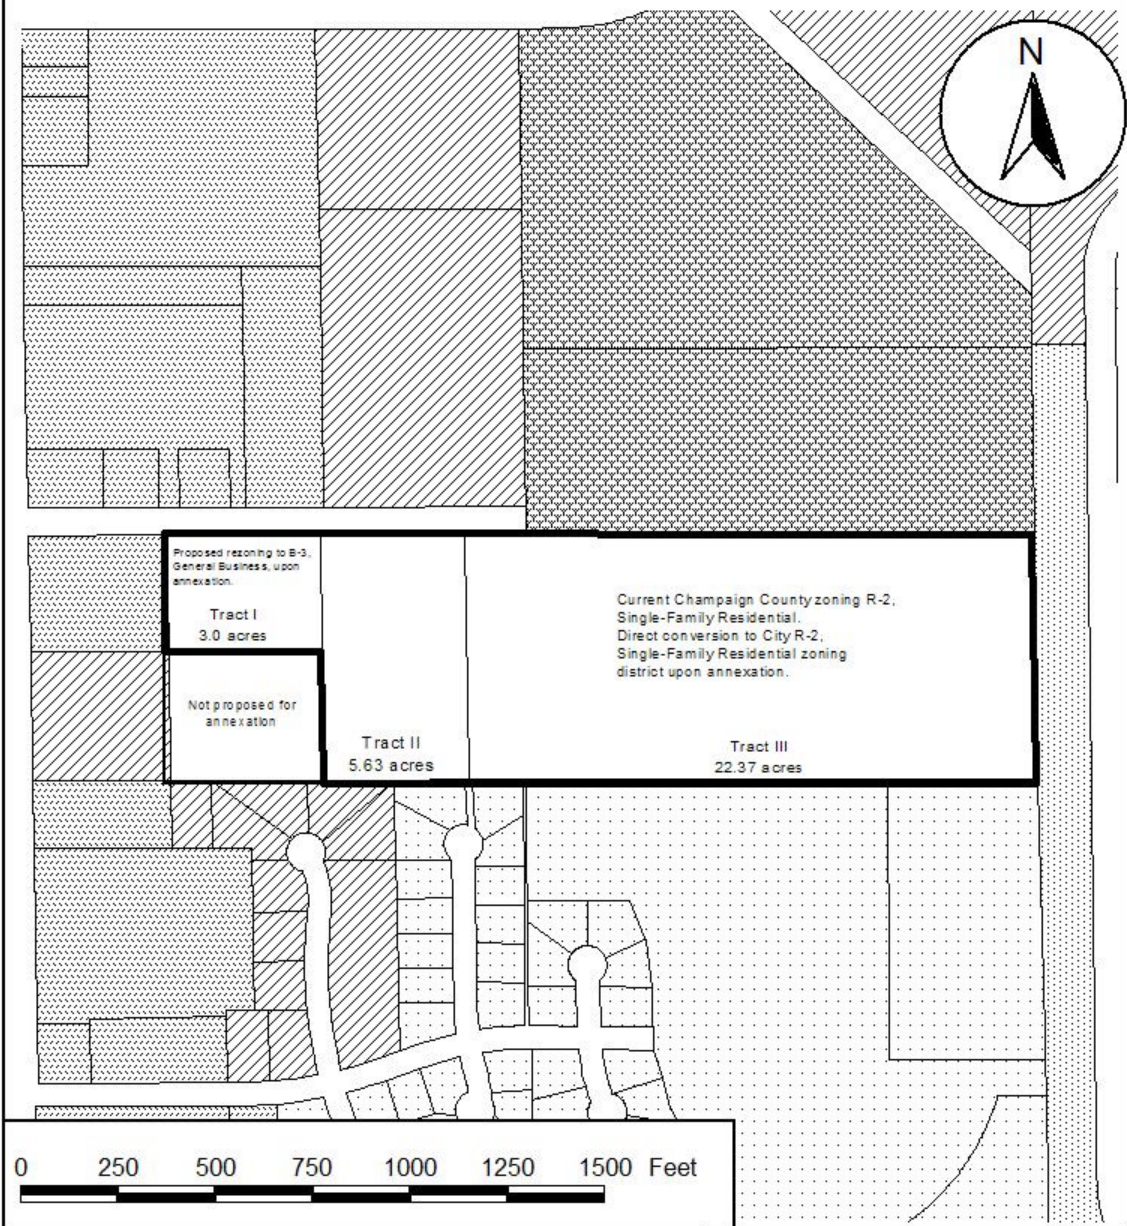 N
Proposed rezoning to B-3,
General Business, upon
annexation.
Tract I
3.0 acres
Current Champaign County zoning R-2,
Single-Family Residential.
Direct conversion to City R-2,
Single-Family Residential zoning
district upon annexation.
Not proposed for
annexation
Tract II
5.63 acres
Tract III
22.37 acres
0 250 500 750 1000 1250 1500 Feet